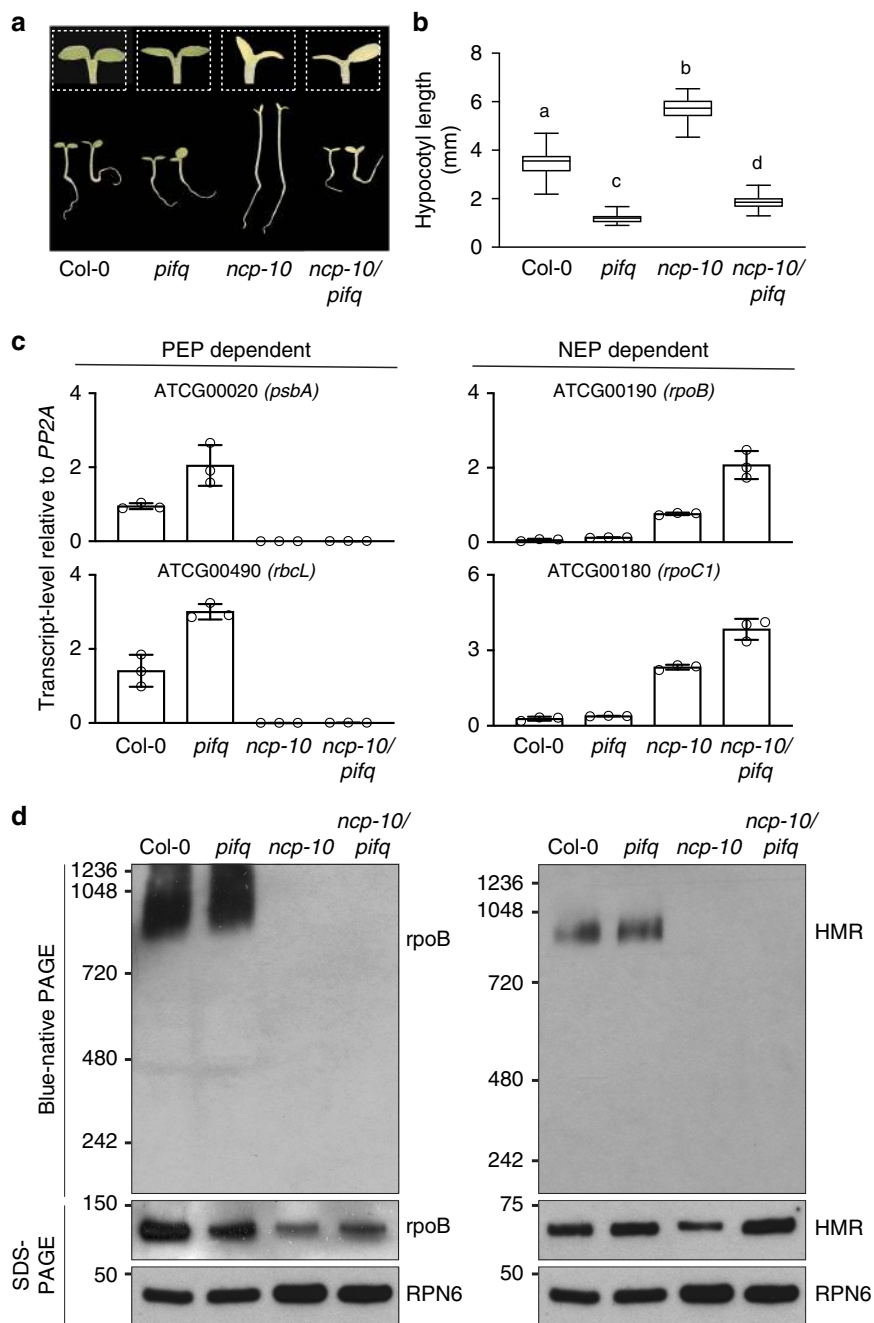 a
Col-0 pifq ncp-10 ncp-10/
pifq
b
Hypocotyl length
(mm)
8
6
4
2
0
a
c
b
d
Col-0 pifq ncp-10 ncp-10/
pifq
c
Transcript-level relative to PP2A
PEP dependent
ATCG00020 (psbA)
4
2
0
ATCG00490 (rbcL)
4
2
0
Col-0 pifq ncp-10 ncp-10/
pifq
NEP dependent
ATCG00190 (rpoB)
4
2
0
ATCG00180 (rpoC1)
6
3
0
Col-0 pifq ncp-10 ncp-10/
pifq
d
Blue-native PAGE
ncp-10/
Col-0 pifq ncp-10 pifq
1236
1048
720
480
242
rpoB
ncp-10/
Col-0 pifq ncp-10 pifq
1236
1048
720
480
242
HMR
SDS-
PAGE
150
rpoB
50
RPN6
75
HMR
50
RPN6